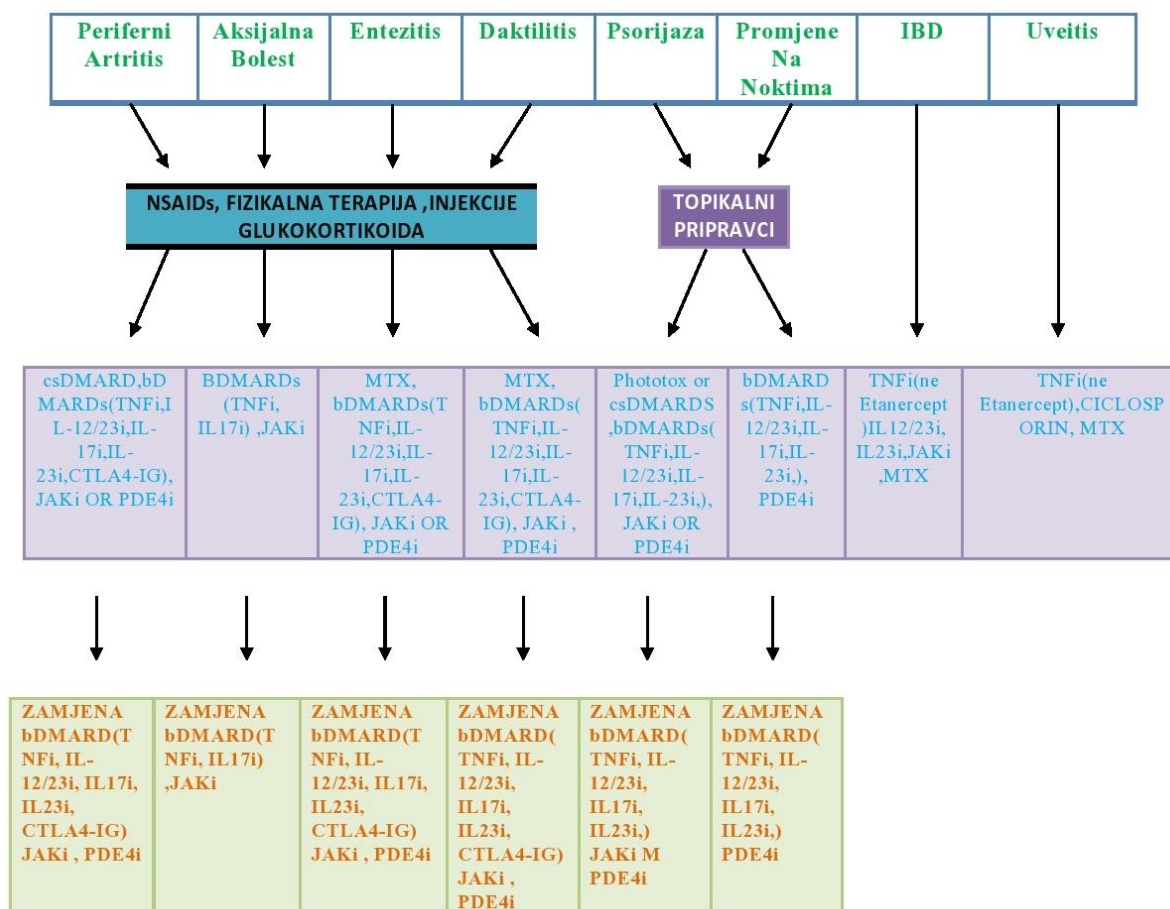 Periferni
Artritis
Aksijalna
Bolest
Entezitis
Daktilitis
Psorijaza
Promjene
Na
Noktima
IBD
Uveitis
NSAIDs, FIZIKALNA TERAPIJA ,INJEKCIJE
GLUKOKORTIKOIDA
TOPIKALNI
PRIPRAVCI
csDMARD,bD
MARDs(TNFi,I
L-12/23i,IL-
17i,IL-
23i,CTLA4-IG),
JAKi OR PDE4i
BDMARDs
(TNFi,
IL17i) ,JAKi
MTX,
bDMARDs(T
NFi,IL-
12/23i,IL-
17i,IL-
23i,CTLA4-
IG), JAKi OR
PDE4i
MTX,
bDMARDs(
TNFi,IL-
12/23i,IL-
17i,IL-
23i,CTLA4-
IG), JAKi ,
PDE4i
Phototox or
csDMARDS
,bDMARDs(
TNFi,IL-
12/23i,IL-
17i,IL-23i,),
JAKi OR
PDE4i
bDMARD
s(TNFi,IL-
12/23i,IL-
17i,IL-
23i,),
PDE4i
TNFi(ne
Etanercept
)IL12/23i,
IL23i,JAKi
,MTX
TNFi(ne
Etanercept),CICLOSP
ORIN, MTX
ZAMJENA
bDMARD(T
NFi, IL-
12/23i, IL17i,
IL23i,
CTLA4-IG)
JAKi , PDE4i
ZAMJENA
bDMARD(T
NFi, IL17i)
,JAKi
ZAMJENA
bDMARD(T
NFi, IL-
12/23i, IL17i,
IL23i,
CTLA4-IG)
JAKi , PDE4i
ZAMJENA
bDMARD(
TNFi, IL-
12/23i,
IL17i,
IL23i,
CTLA4-IG)
JAKi ,
PDE4i
ZAMJENA
bDMARD(
TNFi, IL-
12/23i,
IL17i,
IL23i,)
JAKi M
PDE4i
ZAMJENA
bDMARD(
TNFi, IL-
12/23i,
IL17i,
IL23i,)
PDE4i